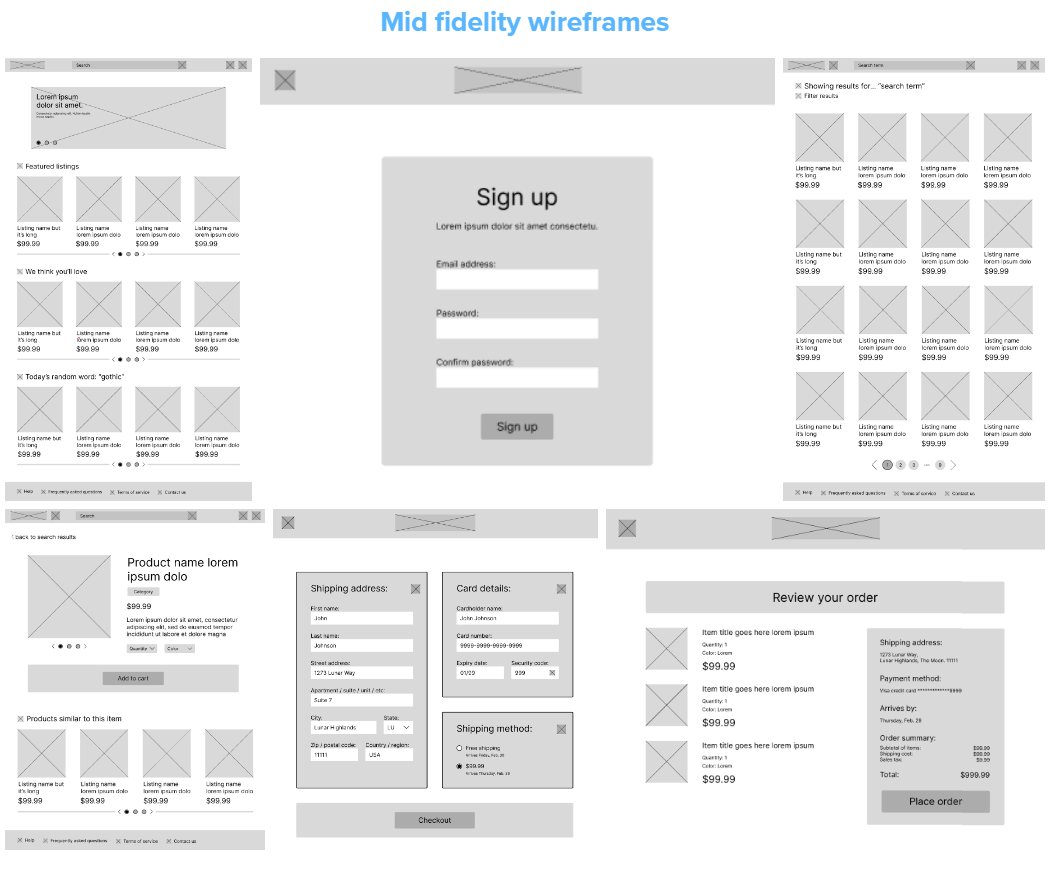 Mid fidelity wireframes
Search
Lorem ipsum
dolor sit amet.
Featured listings
Listing name but
it's long
$99.99
Listing name
lorem ipsum dolo
$99.99
Listing name
lorem ipsum dolo
$99.99
Listing name
lorem ipsum dolo
$99.99
We think you'll love
Listing name but
it's long
$99.99
Listing name
lorem ipsum dolo
$99.99
Listing name
lorem ipsum dolo
$99.99
Listing name
lorem ipsum dolo
$99.99
Today's random word: "gothic"
Listing name but
it's long
$99.99
Listing name
lorem ipsum dolo
$99.99
Listing name
lorem ipsum dolo
$99.99
Listing name
lorem ipsum dolo
$99.99
Help Frequently asked questions Terms of service Contact us
Sign up
Lorem ipsum dolor sit amet consectetu.
Email address:
Password:
Confirm password:
Sign up
Search term
Showing results for... "search term"
Filter results
Listing name but
it's long
$99.99
Listing name
lorem ipsum dolo
$99.99
Listing name
lorem ipsum dolo
$99.99
Listing name
lorem ipsum dolo
$99.99
Listing name but
it's long
$99.99
Listing name
lorem ipsum dolo
$99.99
Listing name
lorem ipsum dolo
$99.99
Listing name
lorem ipsum dolo
$99.99
Listing name but
it's long
$99.99
Listing name
lorem ipsum dolo
$99.99
Listing name
lorem ipsum dolo
$99.99
Listing name
lorem ipsum dolo
$99.99
Listing name but
it's long
$99.99
Listing name
lorem ipsum dolo
$99.99
Listing name
lorem ipsum dolo
$99.99
Listing name
lorem ipsum dolo
$99.99
1 2 3 ... 9
Help Frequently asked questions Terms of service Contact us
Search
back to search results
Product name lorem
ipsum dolo
Category
$99.99
Lorem ipsum dolor sit amet, consectetur
adipiscing elit, sed do eiusmod tempor
incididunt ut labore et dolore magna
Quantity Color
Add to cart
Products similar to this item
Listing name but
it's long
$99.99
Listing name
lorem ipsum dolo
$99.99
Listing name
lorem ipsum dolo
$99.99
Listing name
lorem ipsum dolo
$99.99
Help Frequently asked questions Terms of service Contact us
Shipping address:
First name:
John
Last name:
Johnson
Street address:
1273 Lunar Way
Apartment / suite / unit / etc:
Suite 7
City: State:
Lunar Highlands LU
Zip / postal code: Country / region:
11111 USA
Card details:
Cardholder name:
John Johnson
Card number:
9999-9999-9999-9999
Expiry date: Security code:
01/99 999
Shipping method:
Free shipping
$99.99
Checkout
Review your order
Item title goes here lorem ipsum
Quantity: 1
Color: Lorem
$99.99
Item title goes here lorem ipsum
Quantity: 1
Color: Lorem
$99.99
Item title goes here lorem ipsum
Quantity: 1
Color: Lorem
$99.99
Shipping address:
1273 Lunar Way,
Lunar Highlands, The Moon, 11111
Payment method:
Visa credit card ************9999
Arrives by:
Thursday, Feb. 29
Order summary:
Subtotal of items: $99.99
Shipping cost: $99.99
Sales tax: $9.99
Total: $999.99
Place order